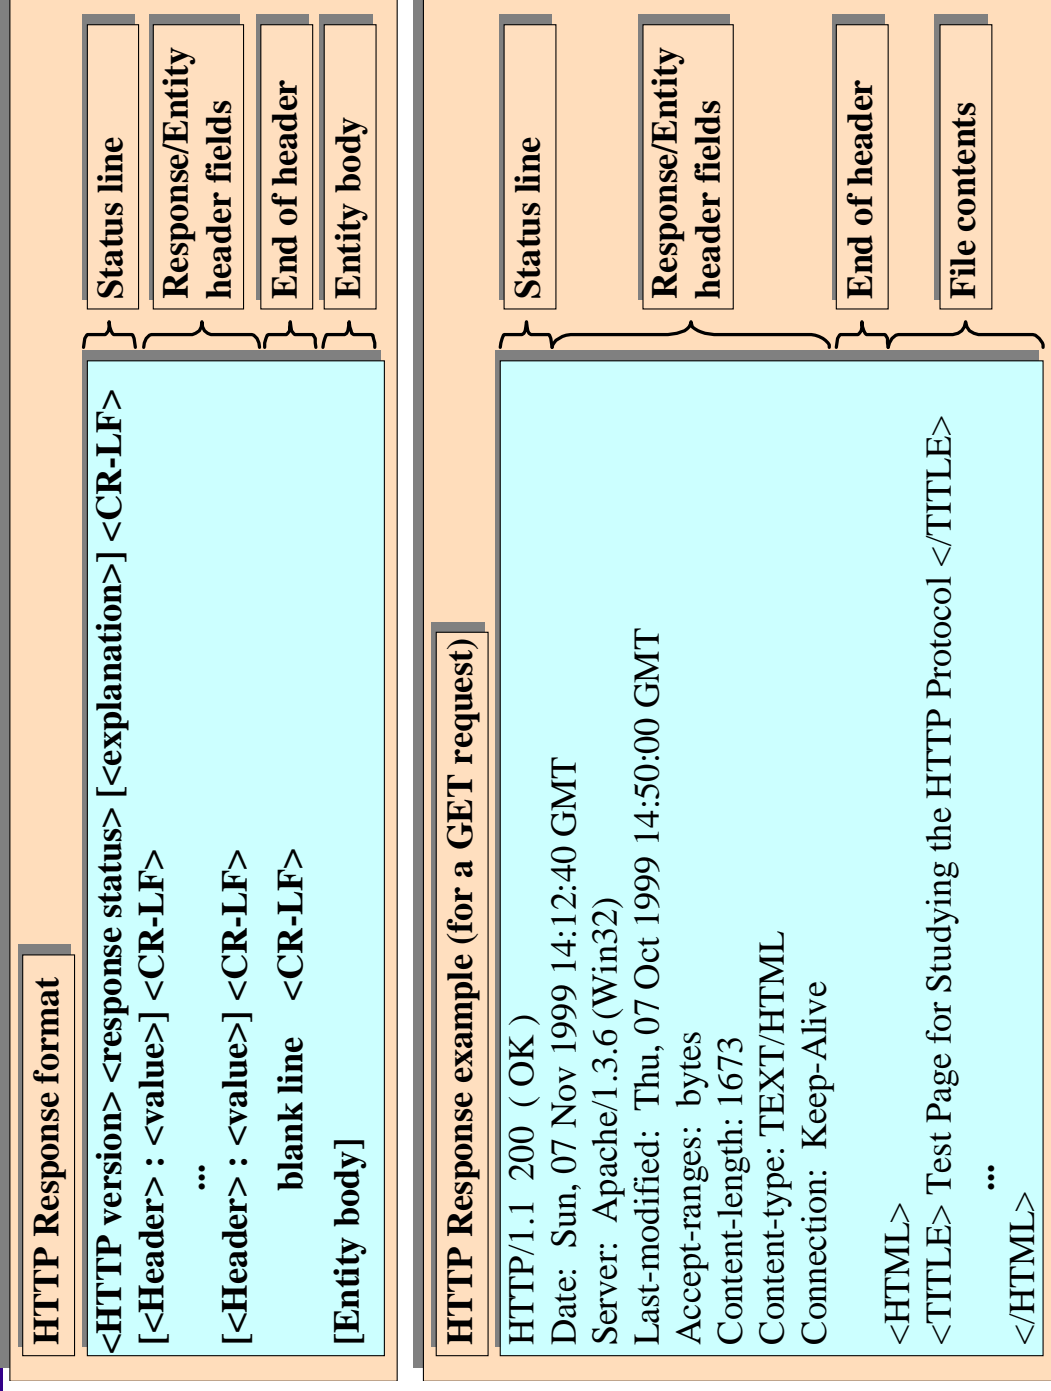 HTTP Response format
<HTTP version> <response status> [<explanation>] <CR-LF>
[<Header> : <value>] <CR-LF>
...
[<Header> : <value>] <CR-LF>
blank line <CR-LF>
[Entity body]
Status line
Response/Entity
header fields
End of header
Entity body
HTTP Response example (for a GET request)
HTTP/1.1 200 ( OK )
Date: Sun, 07 Nov 1999 14:12:40 GMT
Server: Apache/1.3.6 (Win32)
Last-modified: Thu, 07 Oct 1999 14:50:00 GMT
Accept-ranges: bytes
Content-length: 1673
Content-type: TEXT/HTML
Connection: Keep-Alive
<HTML>
<TITLE> Test Page for Studying the HTTP Protocol </TITLE>
...
</HTML>
Status line
Response/Entity
header fields
End of header
File contents